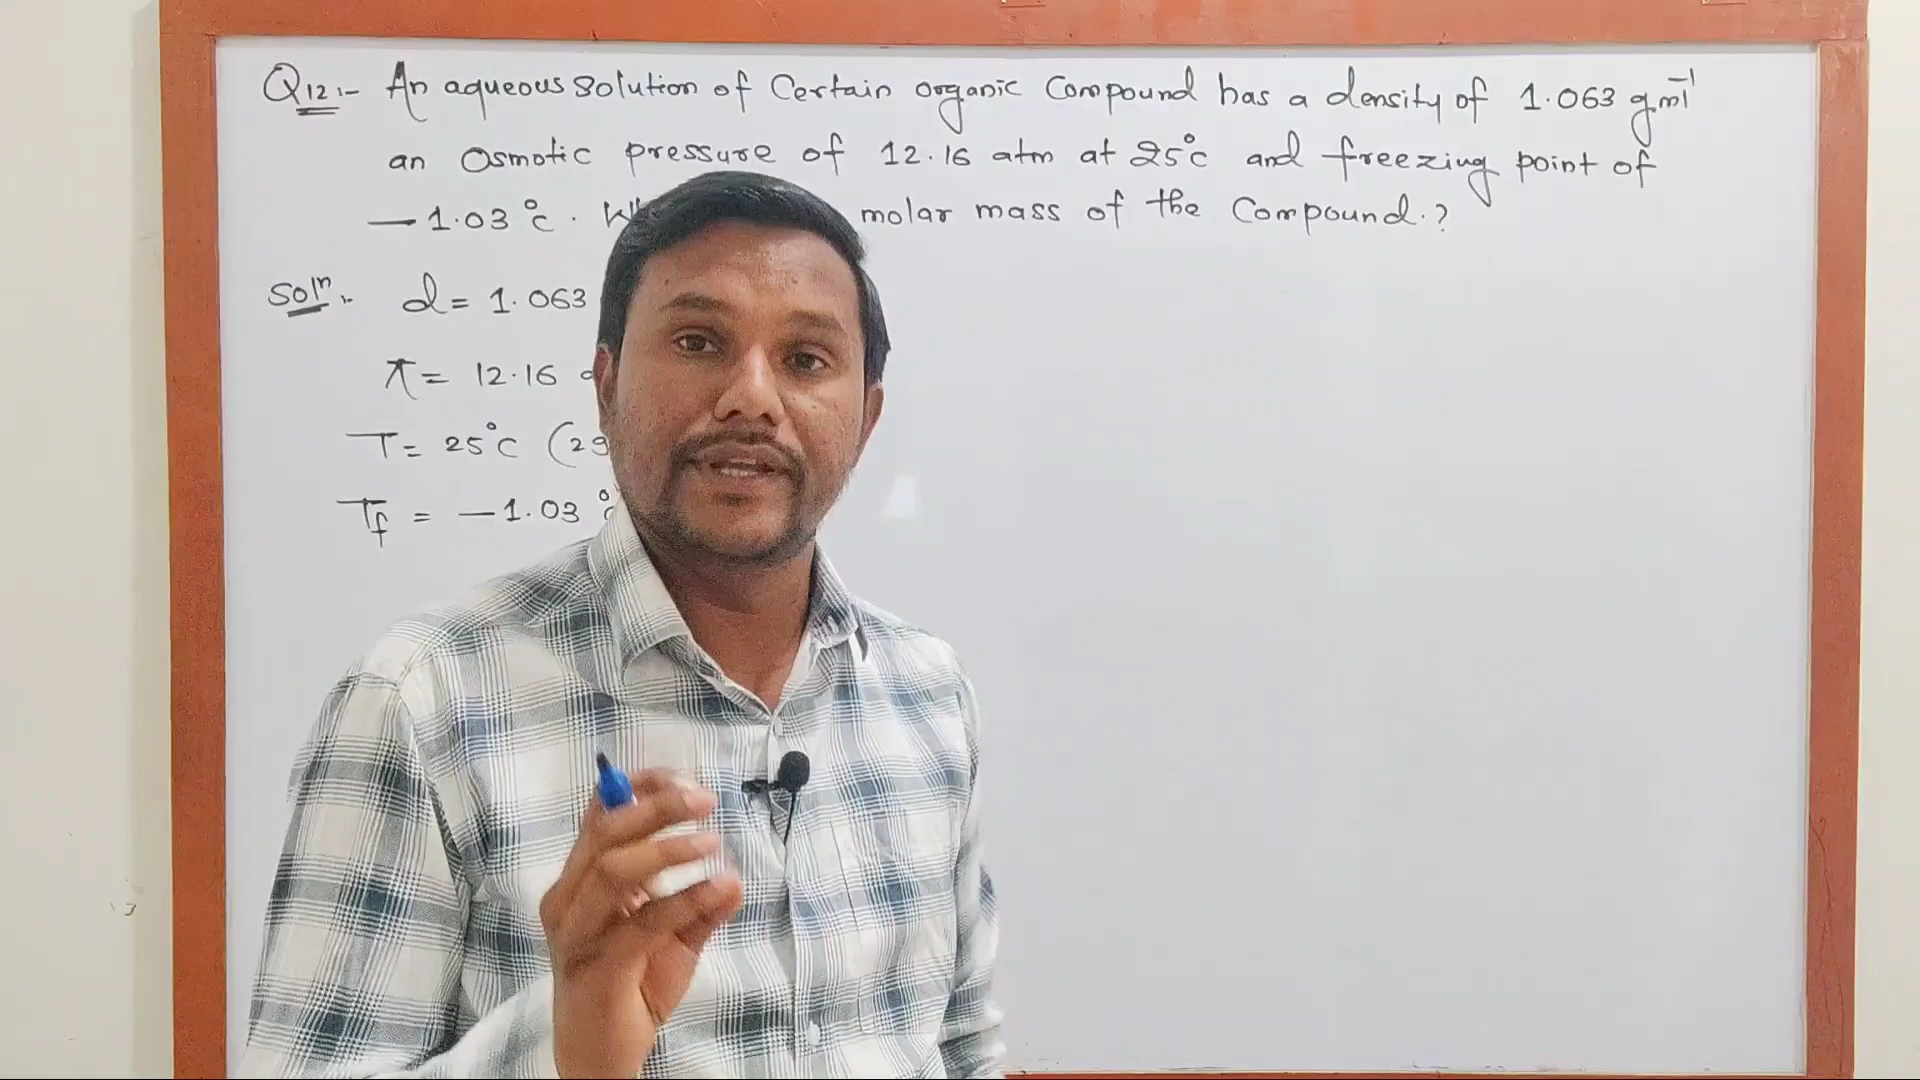 Q12:- An aqueous solution of Certain organic Compound has a density of 1.063 g ml⁻¹
an Osmotic pressure of 12.16 atm at 25°C and freezing point of
— 1.03 °C. molar mass of the Compound.?
Solⁿ:- d = 1.063
π = 12.16
T = 25°C (29
T_f = — 1.03 °C